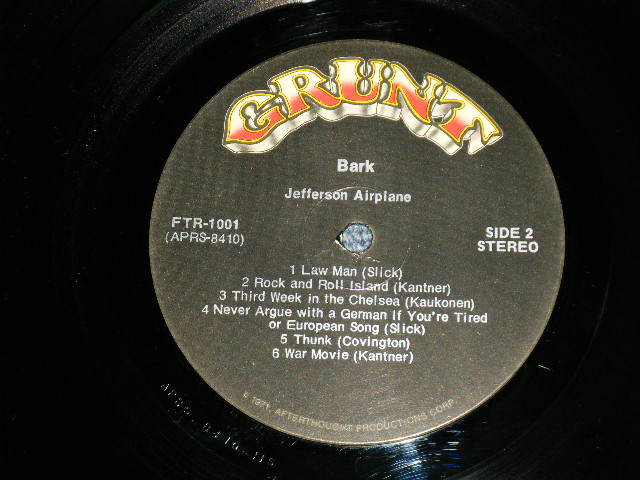 GRUNT
Bark
Jefferson Airplane
FTR-1001
(APRS-8410)
SIDE 2
STEREO
1 Law Man (Slick)
2 Rock and Roll Island (Kantner)
3 Third Week in the Chelsea (Kaukonen)
4 Never Argue with a German If You're Tired
or European Song (Slick)
5 Thunk (Covington)
6 War Movie (Kantner)
1971, AFTERTHOUGHT PRODUCTIONS CORP.